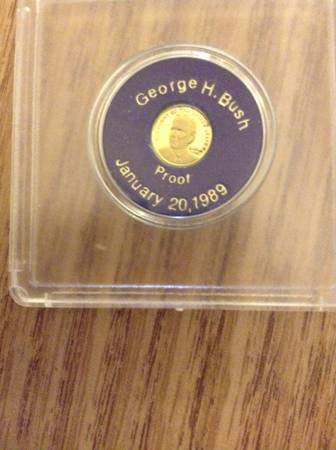 George H. Bush
Proof
January 20, 1989